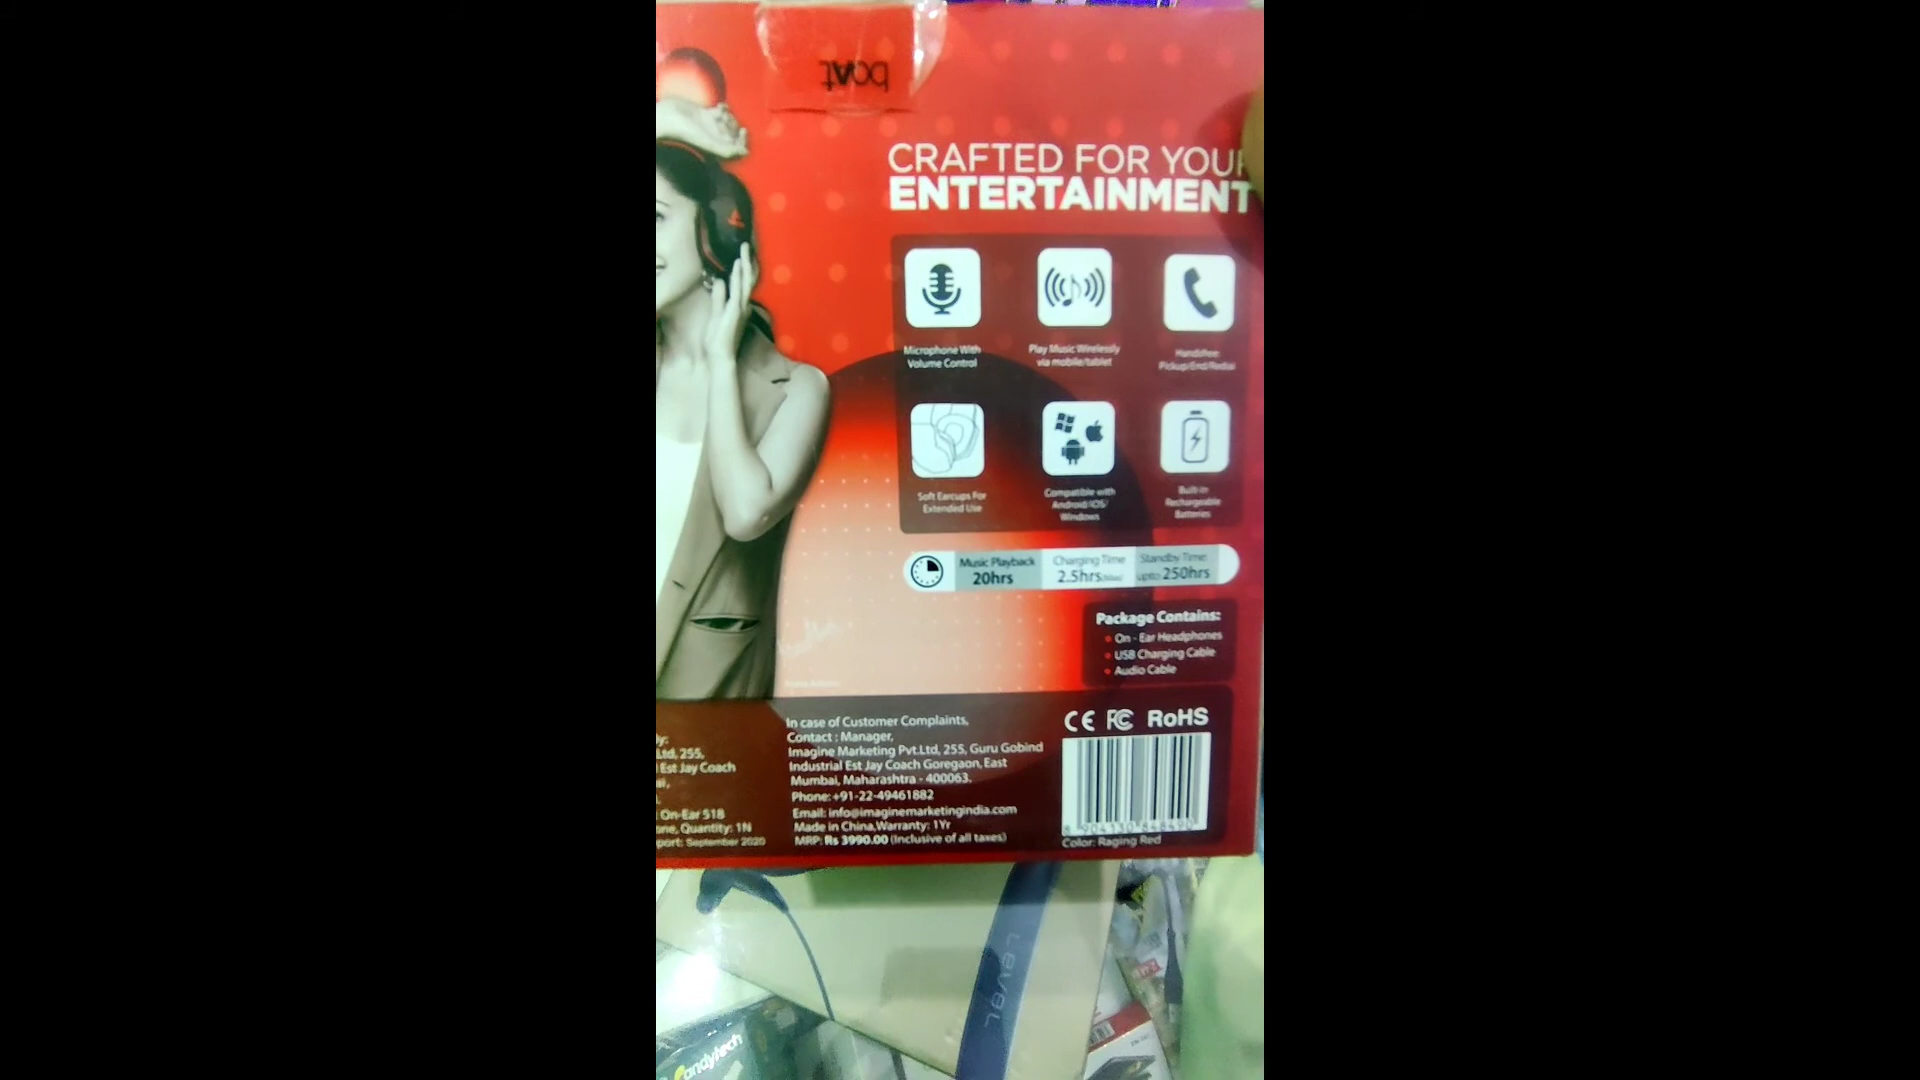 boAt
CRAFTED FOR YOUR
ENTERTAINMENT
Microphone With
Volume Control
Play Music Wirelessly
via mobile/tablet
Handsfree
Pickup/End/Redial
Soft Earcups For
Extended Use
Compatible with
Android/iOS/
Windows
Built-in
Rechargeable
Batteries
Music Playback
20hrs
Charging Time
2.5hrs
Standby Time:
upto 250hrs
Package Contains:
On - Ear Headphones
USB Charging Cable
Audio Cable
Ltd, 255,
Est Jay Coach
On-Ear 518
Quantity: 1N
September 2020
In case of Customer Complaints,
Contact : Manager,
Imagine Marketing Pvt.Ltd, 255, Guru Gobind
Industrial Est Jay Coach Goregaon, East
Mumbai, Maharashtra - 400063.
Phone: +91-22-49461882
Email: info@imaginemarketingindia.com
Made in China,Warranty: 1Yr
MRP: Rs 3990.00 (Inclusive of all taxes)
CE FC RoHS
Color: Raging Red